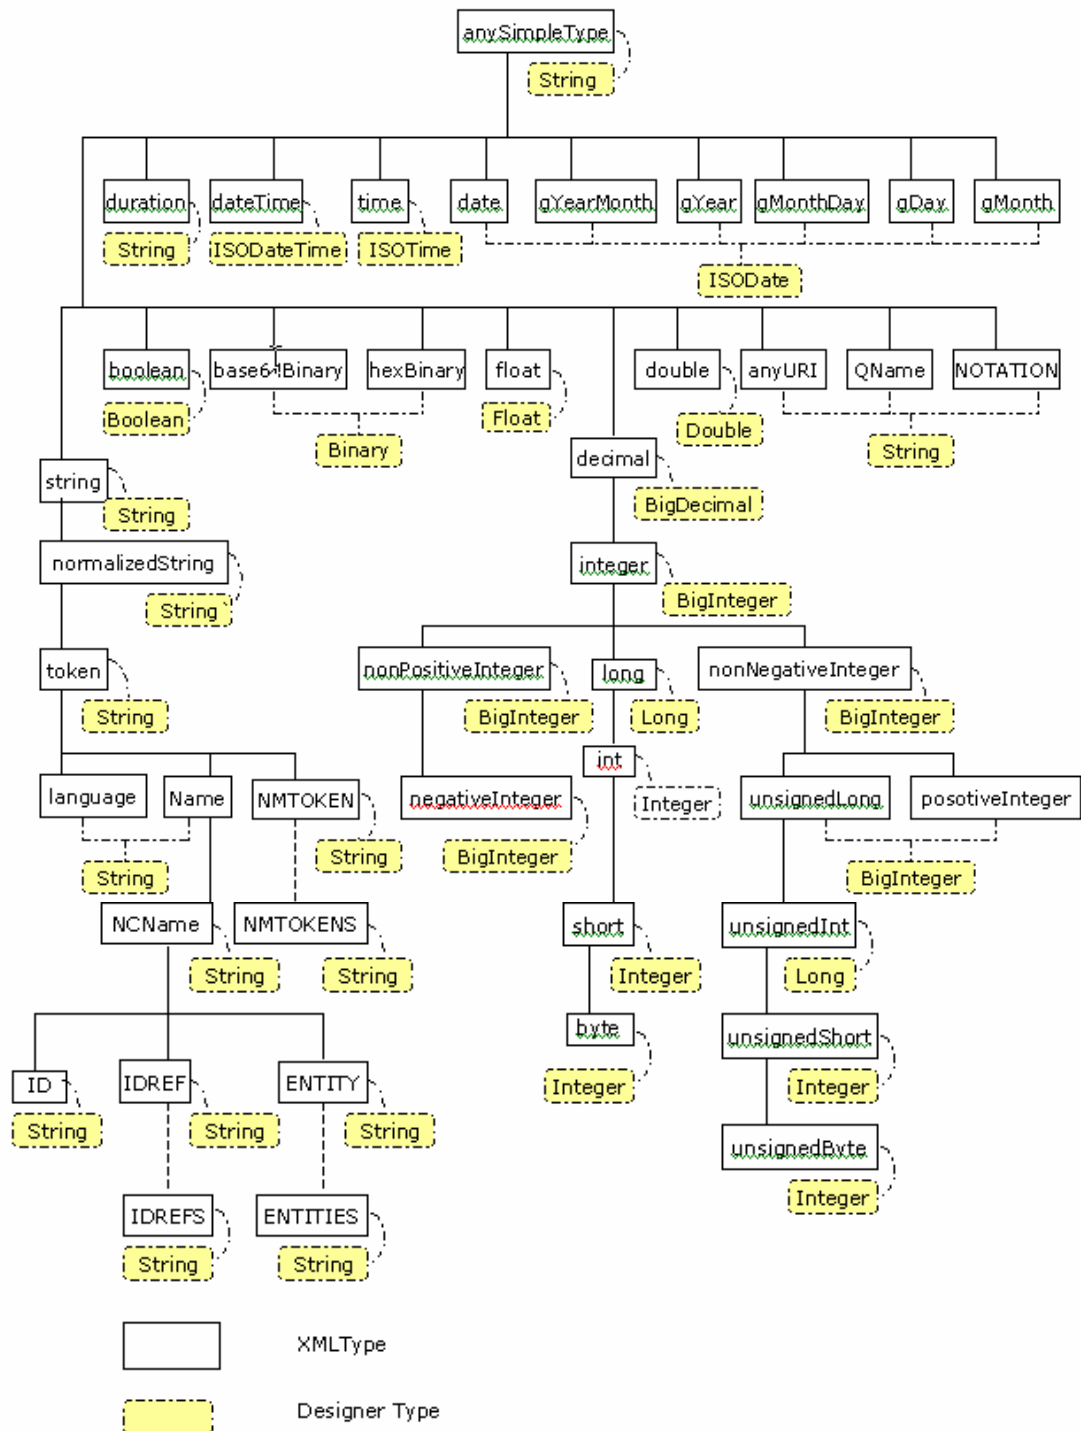 anySimpleType
String
duration dateTime time date gYearMonth gYear gMonthDay gDay gMonth
String ISODateTime ISOTime
ISODate
boolean base64Binary hexBinary float double anyURI QName NOTATION
Boolean Float Double
Binary String
decimal
string
BigDecimal
String
normalizedString integer
String BigInteger
token nonPositiveInteger long nonNegativeInteger
String BigInteger Long BigInteger
int
language Name NMTOKEN negativeInteger Integer unsignedLong posotiveInteger
String String BigInteger BigInteger
NCName NMTOKENS short unsignedInt
String String Integer Long
byte unsignedShort
ID IDREF ENTITY Integer Integer
String String String
unsignedByte
Integer
IDREFS ENTITIES
String String
XMLType
Designer Type